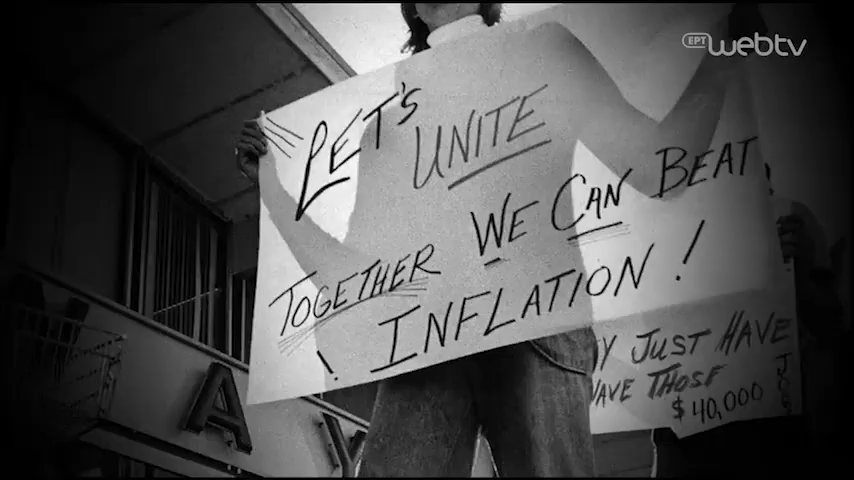 ΕΡΤ webtv
LET'S
UNITE
TOGETHER WE CAN BEAT
! INFLATION!
Y JUST HAVE
THOSE
$40,000
A
Y